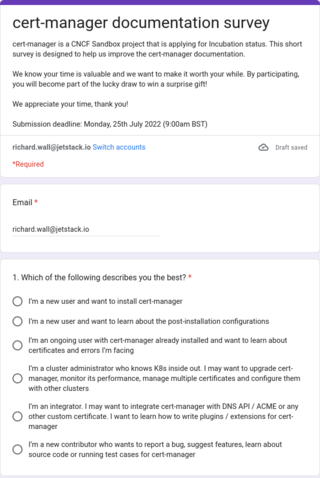 cert-manager documentation survey
cert-manager is a CNCF Sandbox project that is applying for Incubation status. This short
survey is designed to help us improve the cert-manager documentation.
We know your time is valuable and we want to make it worth your while. By participating,
you will become part of the lucky draw to win a surprise gift!
We appreciate your time, thank you!
Submission deadline: Monday, 25th July 2022 (9:00am BST)
richard.wall@jetstack.io Switch accounts Draft saved
*Required
Email *
richard.wall@jetstack.io
1. Which of the following describes you the best? *
I'm a new user and want to install cert-manager
I'm a new user and want to learn about the post-installation configurations
I'm an ongoing user with cert-manager already installed and want to learn about
certificates and errors I'm facing
I'm a cluster administrator who knows K8s inside out. I may want to upgrade cert-
manager, monitor its performance, manage multiple certificates and configure them
with other clusters
I'm an integrator. I may want to integrate cert-manager with DNS API / ACME or any
other custom certificate. I want to learn how to write plugins / extensions for cert-
manager
I'm a new contributor who wants to report a bug, suggest features, learn about
source code or running test cases for cert-manager